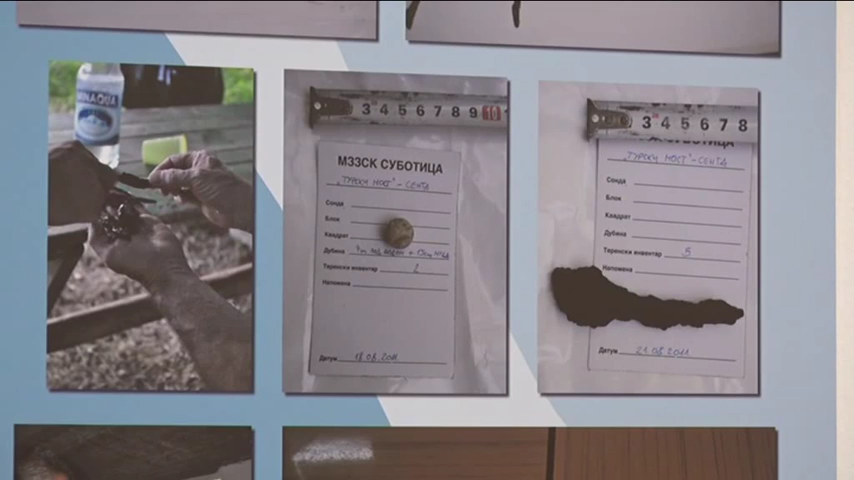 AQUA
3 4 5 6 7 8 9 10
МЗЗСК СУБОТИЦА
„ТУРСКИ МОСТ" - СЕНТА
Сонда
Блок
Квадрат
Дубина
Теренски инвентар
Напомена
Датум 18.08.2011
3 4 5 6 7 8
СУБОТИЦА
„ТУРСКИ МОСТ" - СЕНТА
Сонда
Блок
Квадрат
Дубина
Теренски инвентар 5
Напомена
Датум 21.08.2011